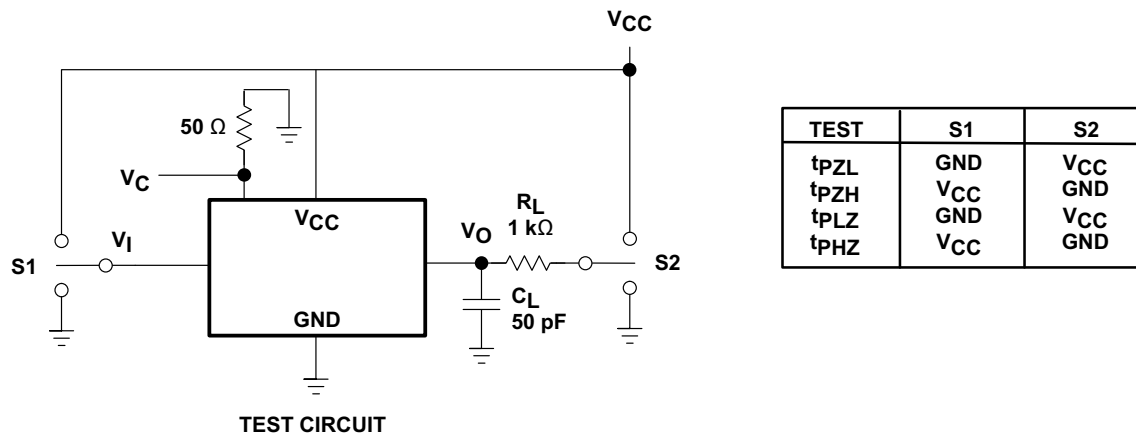 VCC
50 Ω
VC
VCC
RL
1 kΩ
VI
VO
S1
S2
CL
50 pF
GND
TEST CIRCUIT
TEST S1 S2
tPZL GND VCC
tPZH VCC GND
tPLZ GND VCC
tPHZ VCC GND